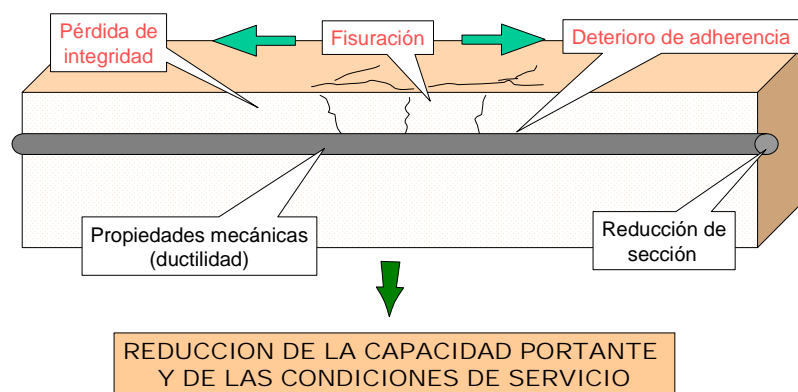 Pérdida de
integridad
Fisuración
Deterioro de adherencia
Propiedades mecánicas
(ductilidad)
Reducción de
sección
REDUCCION DE LA CAPACIDAD PORTANTE
Y DE LAS CONDICIONES DE SERVICIO